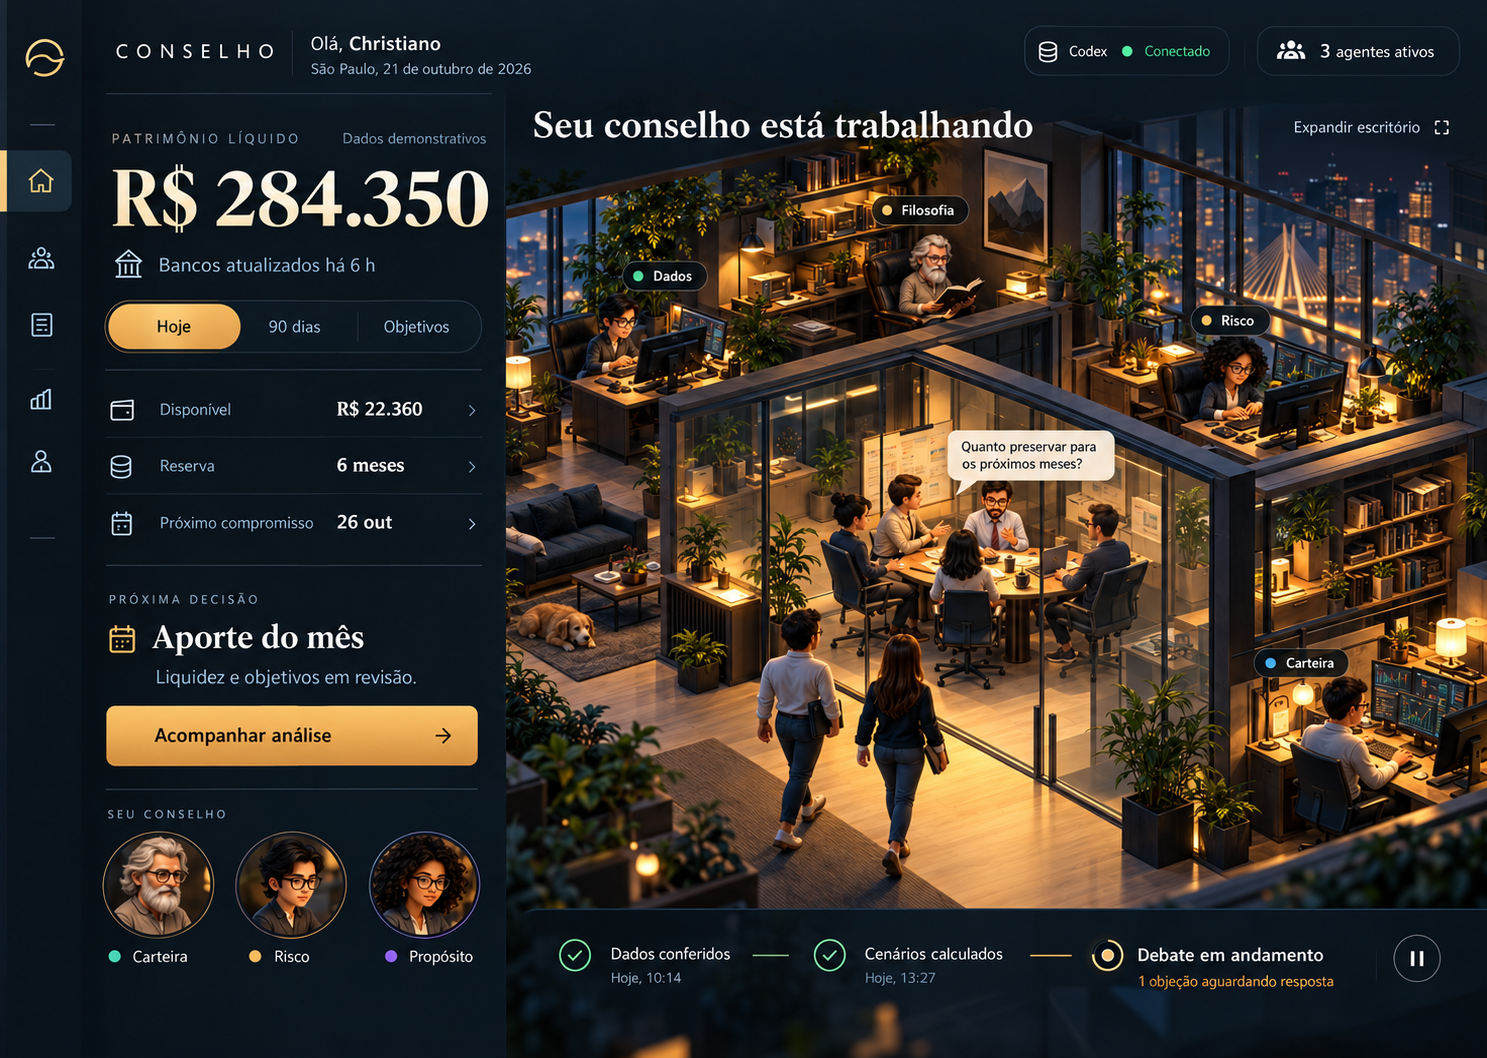 CONSELHO
Olá, Christiano
São Paulo, 21 de outubro de 2026
Codex
Conectado
3 agentes ativos
PATRIMÔNIO LÍQUIDO
Dados demonstrativos
R$ 284.350
Bancos atualizados há 6 h
Hoje
90 dias
Objetivos
Disponível
R$ 22.360
Reserva
6 meses
Próximo compromisso
26 out
PRÓXIMA DECISÃO
Aporte do mês
Liquidez e objetivos em revisão.
Acompanhar análise
SEU CONSELHO
Carteira
Risco
Propósito
Seu conselho está trabalhando
Expandir escritório
Filosofia
Dados
Risco
Quanto preservar para
os próximos meses?
Carteira
Dados conferidos
Hoje, 10:14
Cenários calculados
Hoje, 13:27
Debate em andamento
1 objeção aguardando resposta